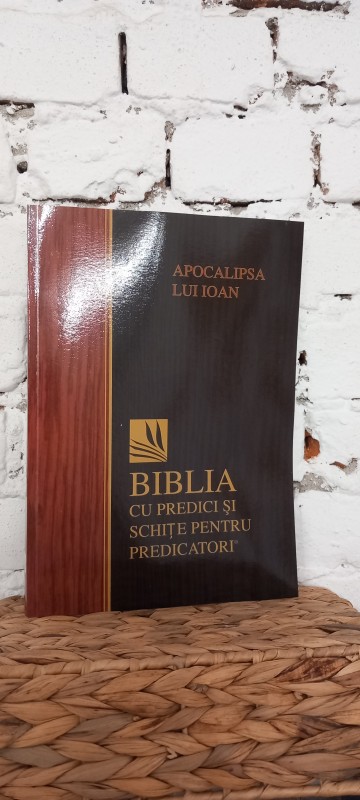 APOCALIPSA
LUI IOAN
BIBLIA
CU PREDICI ȘI
SCHIȚE PENTRU
PREDICATORI